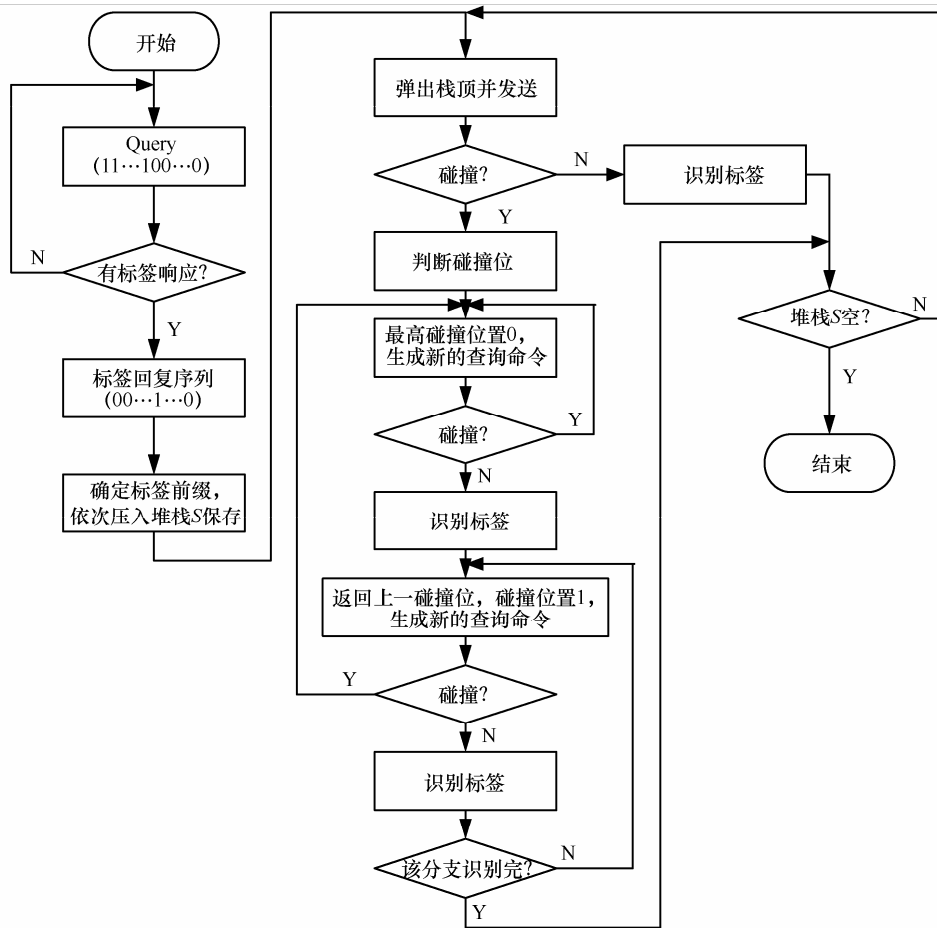 开始
Query
(11…100…0)
有标签响应?
N
Y
标签回复序列
(00…1…0)
确定标签前缀，
依次压入堆栈S保存
弹出栈顶并发送
碰撞?
N
Y
识别标签
判断碰撞位
最高碰撞位置0，
生成新的查询命令
碰撞?
Y
N
识别标签
返回上一碰撞位，碰撞位置1，
生成新的查询命令
碰撞?
Y
N
识别标签
该分支识别完?
N
Y
堆栈S空?
N
Y
结束